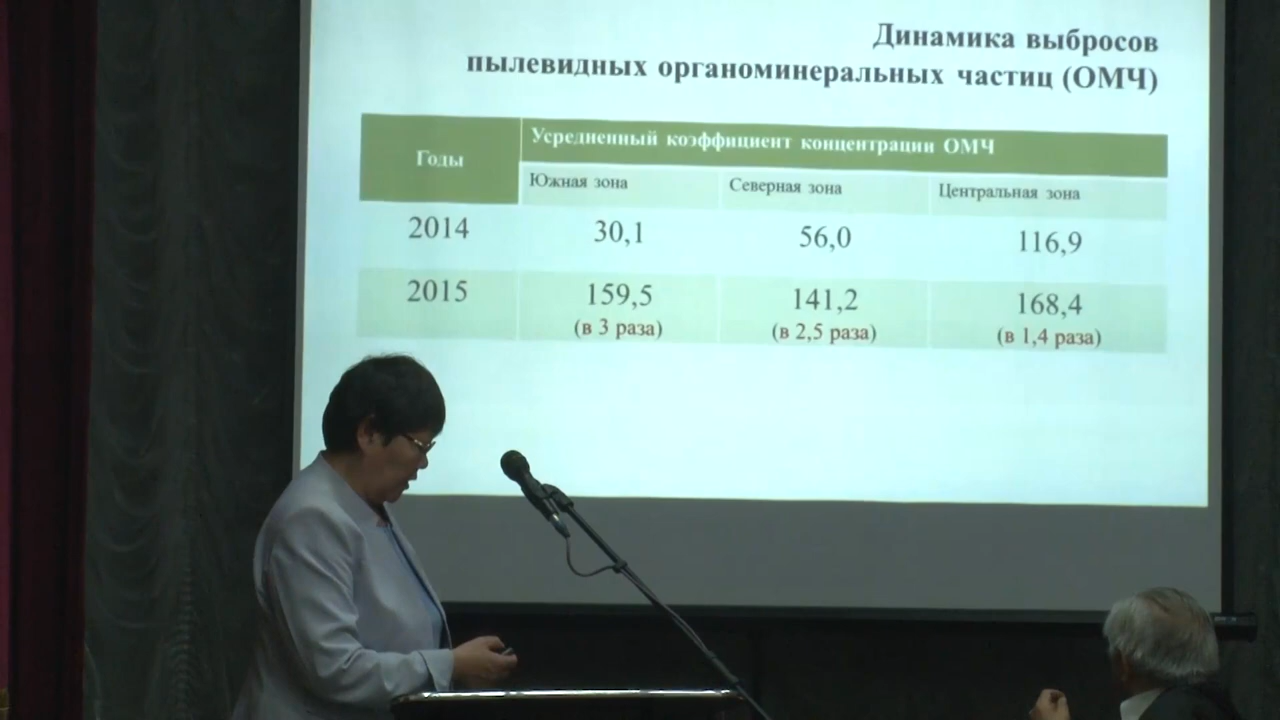 Динамика выбросов
пылевидных органоминеральных частиц (ОМЧ)
Годы
Усредненный коэффициент концентрации ОМЧ
Южная зона Северная зона Центральная зона
2014 30,1 56,0 116,9
2015 159,5 141,2 168,4
(в 3 раза) (в 2,5 раза) (в 1,4 раза)